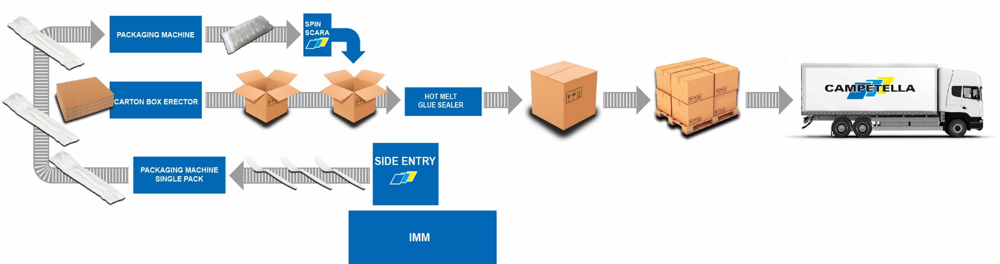 PACKAGING MACHINE
SPIN
SCARA
CARTON BOX ERECTOR
HOT MELT
GLUE SEALER
CAMPETELLA
PACKAGING MACHINE
SINGLE PACK
SIDE ENTRY
IMM